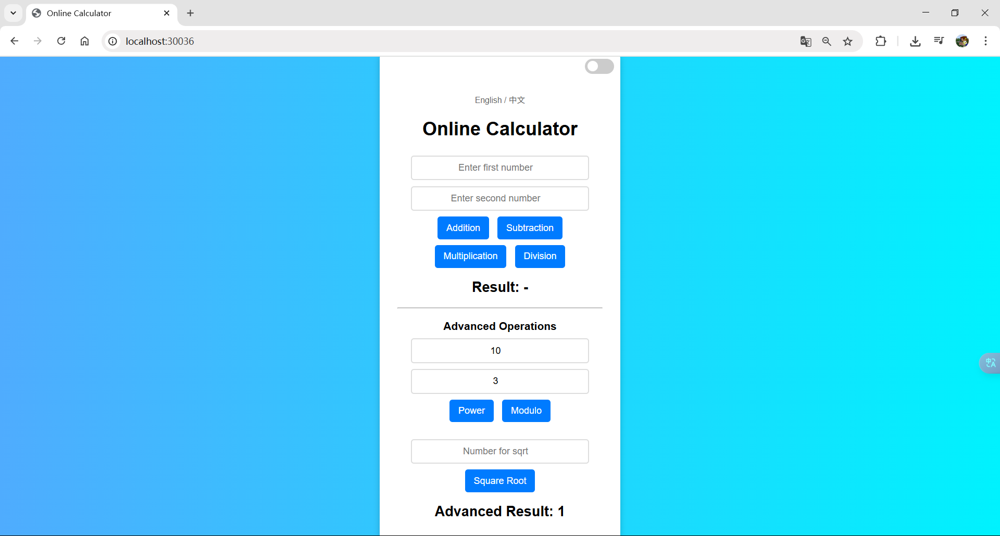 Online Calculator
localhost:30036
English / 中文
Online Calculator
Enter first number
Enter second number
Addition Subtraction
Multiplication Division
Result: -
Advanced Operations
10
3
Power Modulo
Number for sqrt
Square Root
Advanced Result: 1